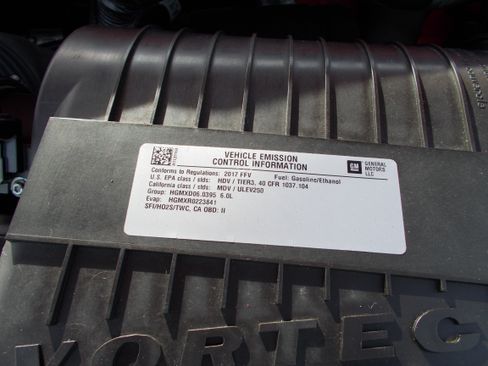 VEHICLE EMISSION
CONTROL INFORMATION
GM GENERAL
MOTORS LLC
Conforms to Regulations: 2017 FFV Fuel: Gasoline/Ethanol
U.S. EPA class / stds: HDV / TIER3, 40 CFR 1037.104
California class / stds: MDV / ULEV250
Group: HGMXD06.0395 6.0L
Evap: HGMXR0223841
SFI/HO2S/TWC, CA OBD: II
VORTEC